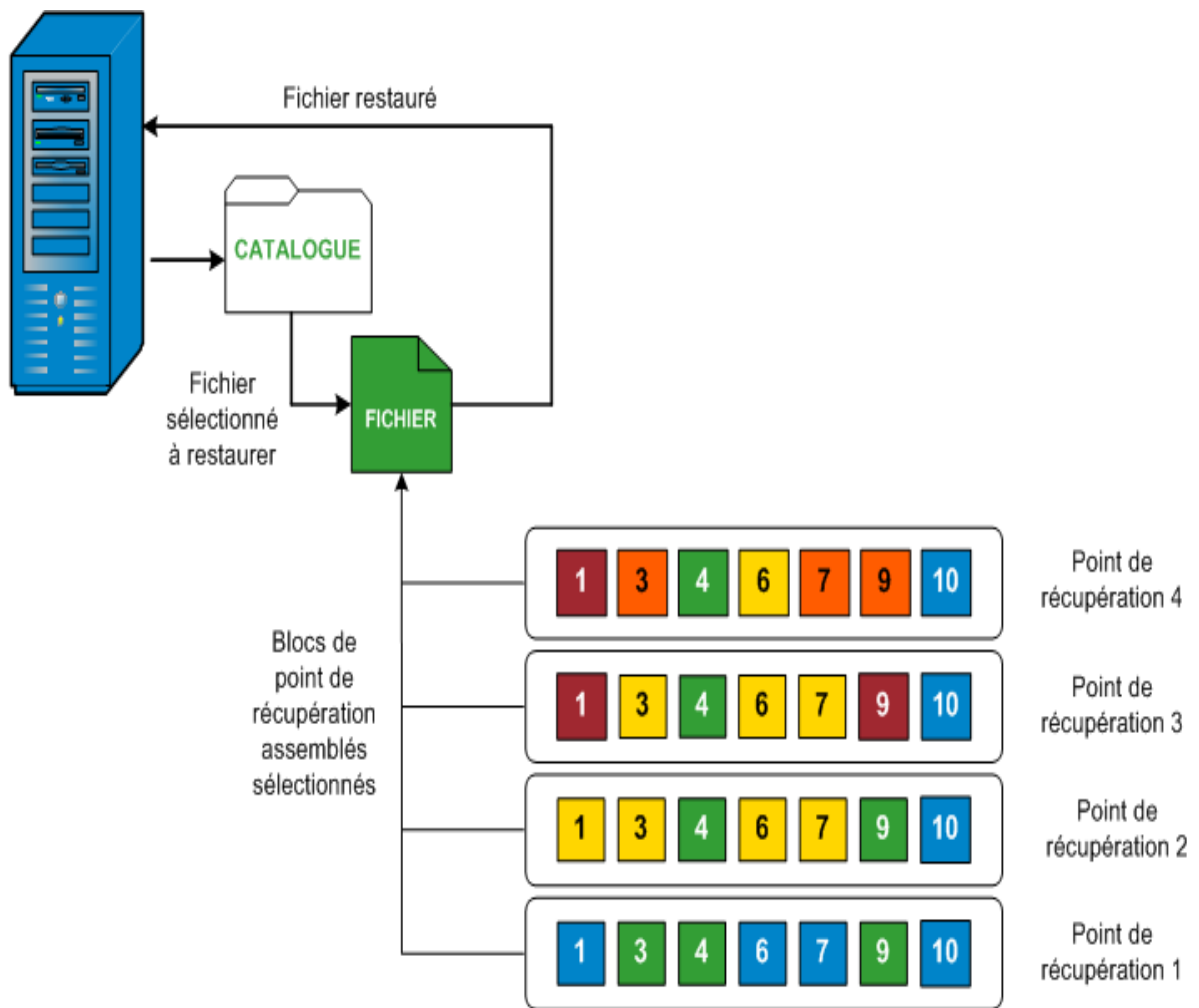 Fichier restauré
CATALOGUE
Fichier
sélectionné
à restaurer
FICHIER
Blocs de
point de
récupération
assemblés
sélectionnés
1 3 4 6 7 9 10
Point de
récupération 4
1 3 4 6 7 9 10
Point de
récupération 3
1 3 4 6 7 9 10
Point de
récupération 2
1 3 4 6 7 9 10
Point de
récupération 1